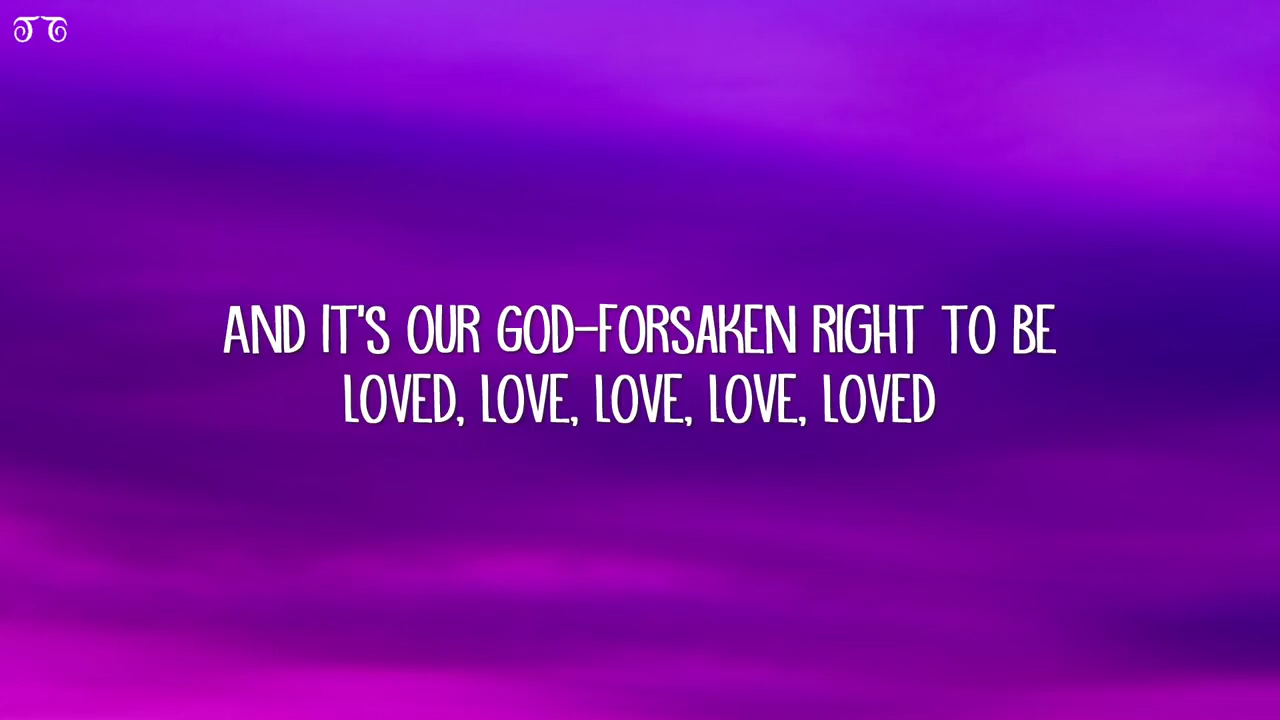 AND IT'S OUR GOD-FORSAKEN RIGHT TO BE
LOVED, LOVE, LOVE, LOVE, LOVED